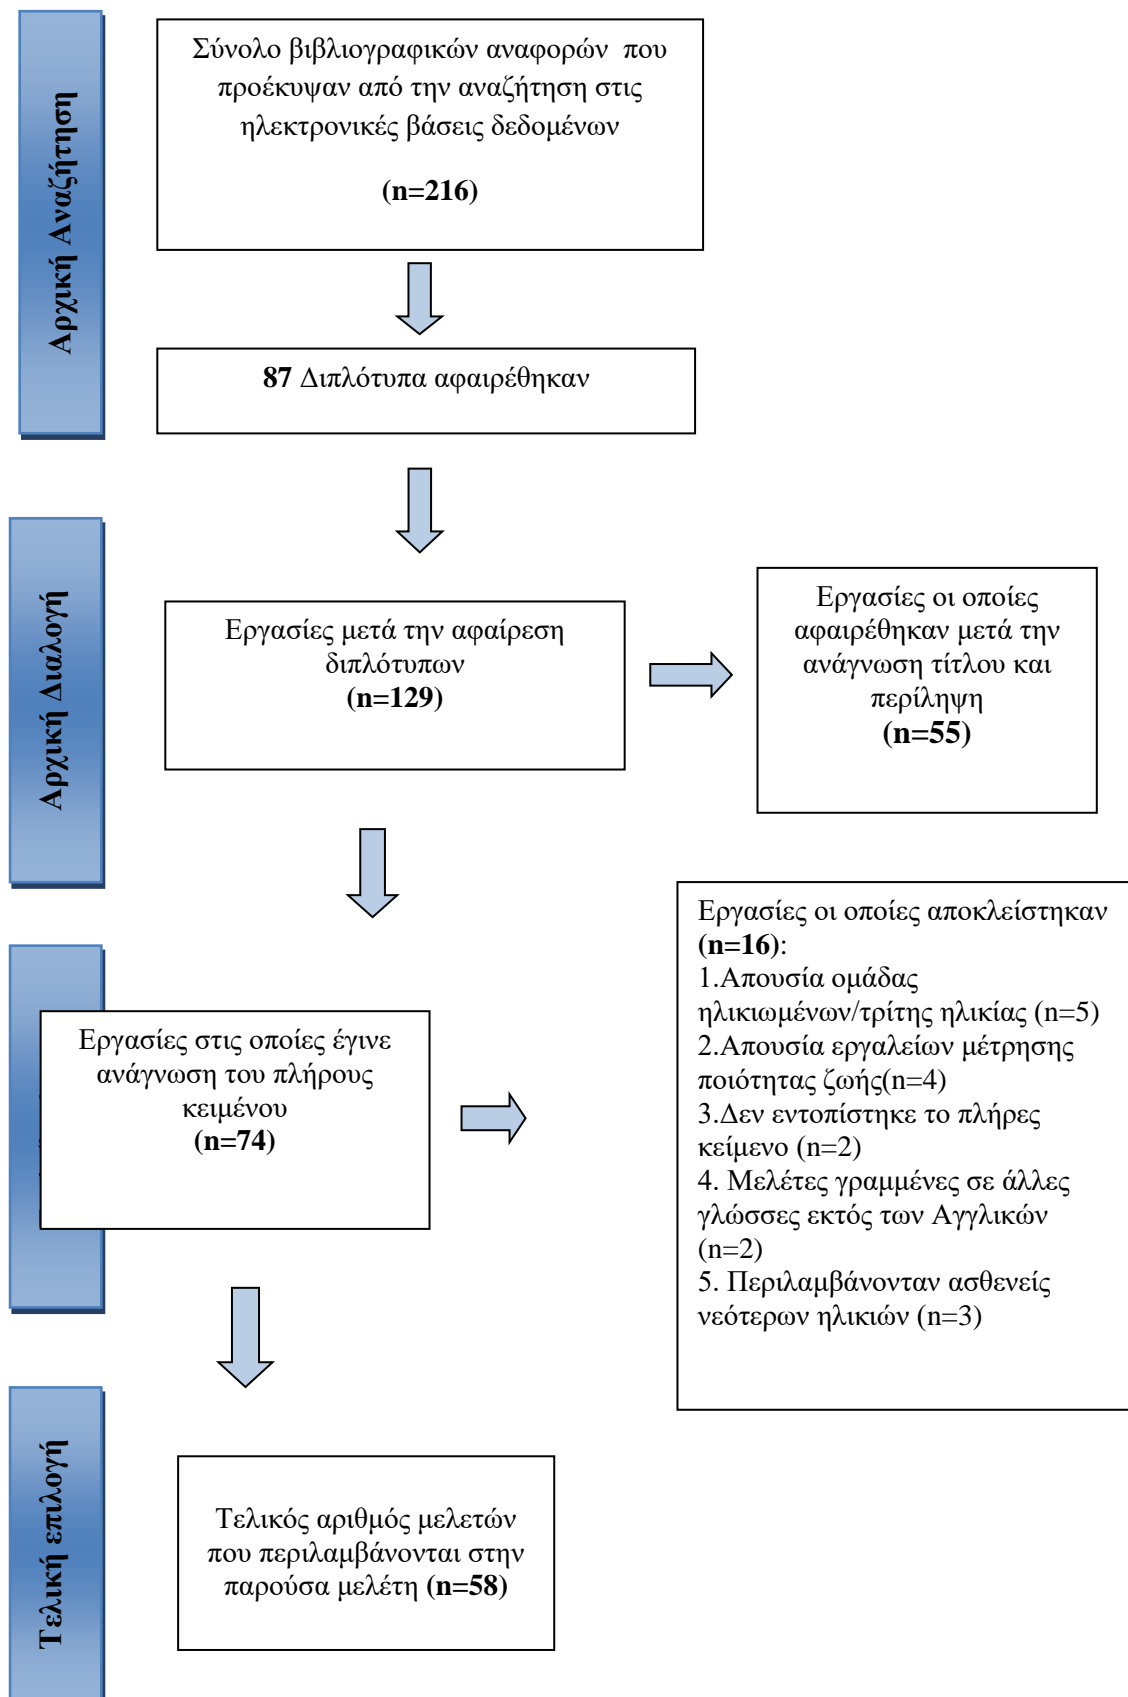 Αρχική Αναζήτηση
Σύνολο βιβλιογραφικών αναφορών που
προέκυψαν από την αναζήτηση στις
ηλεκτρονικές βάσεις δεδομένων
(n=216)
87 Διπλότυπα αφαιρέθηκαν
Αρχική Διαλογή
Εργασίες μετά την αφαίρεση
διπλότυπων
(n=129)
Εργασίες οι οποίες
αφαιρέθηκαν μετά την
ανάγνωση τίτλου και
περίληψη
(n=55)
Εργασίες στις οποίες έγινε
ανάγνωση του πλήρους
κειμένου
(n=74)
Εργασίες οι οποίες αποκλείστηκαν
(n=16):
1.Απουσία ομάδας
ηλικιωμένων/τρίτης ηλικίας (n=5)
2.Απουσία εργαλείων μέτρησης
ποιότητας ζωής(n=4)
3.Δεν εντοπίστηκε το πλήρες
κείμενο (n=2)
4. Μελέτες γραμμένες σε άλλες
γλώσσες εκτός των Αγγλικών
(n=2)
5. Περιλαμβάνονταν ασθενείς
νεότερων ηλικιών (n=3)
Τελική επιλογή
Τελικός αριθμός μελετών
που περιλαμβάνονται στην
παρούσα μελέτη (n=58)